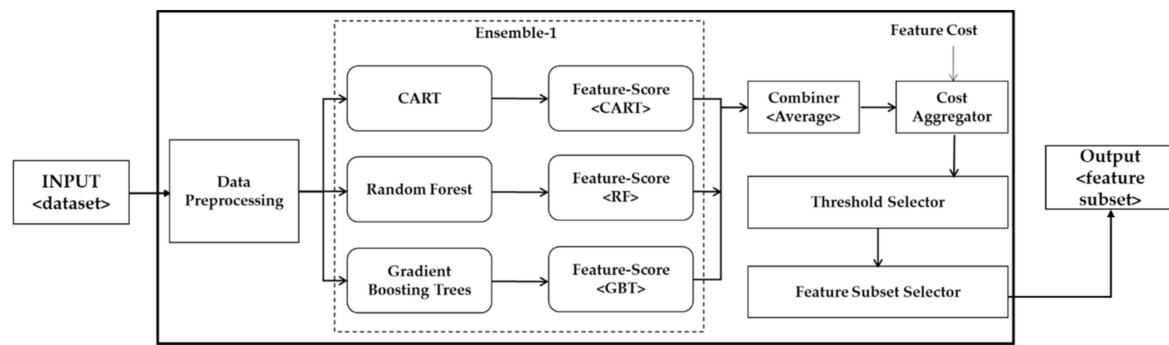 INPUT
<dataset>
Data
Preprocessing
Ensemble-1
CART
Random Forest
Gradient
Boosting Trees
Feature-Score
<CART>
Feature-Score
<RF>
Feature-Score
<GBT>
Combiner
<Average>
Feature Cost
Cost
Aggregator
Threshold Selector
Feature Subset Selector
Output
<feature
subset>